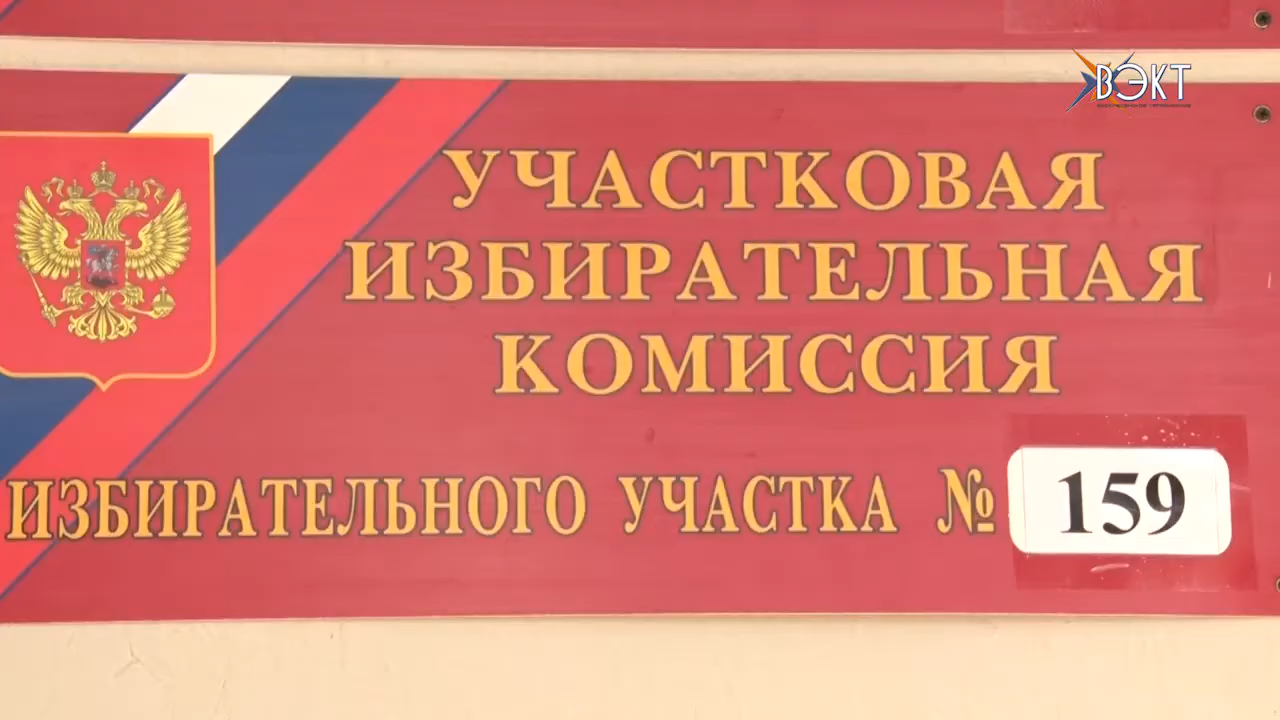 ВЭКТ
УЧАСТКОВАЯ
ИЗБИРАТЕЛЬНАЯ
КОМИССИЯ
ИЗБИРАТЕЛЬНОГО УЧАСТКА № 159